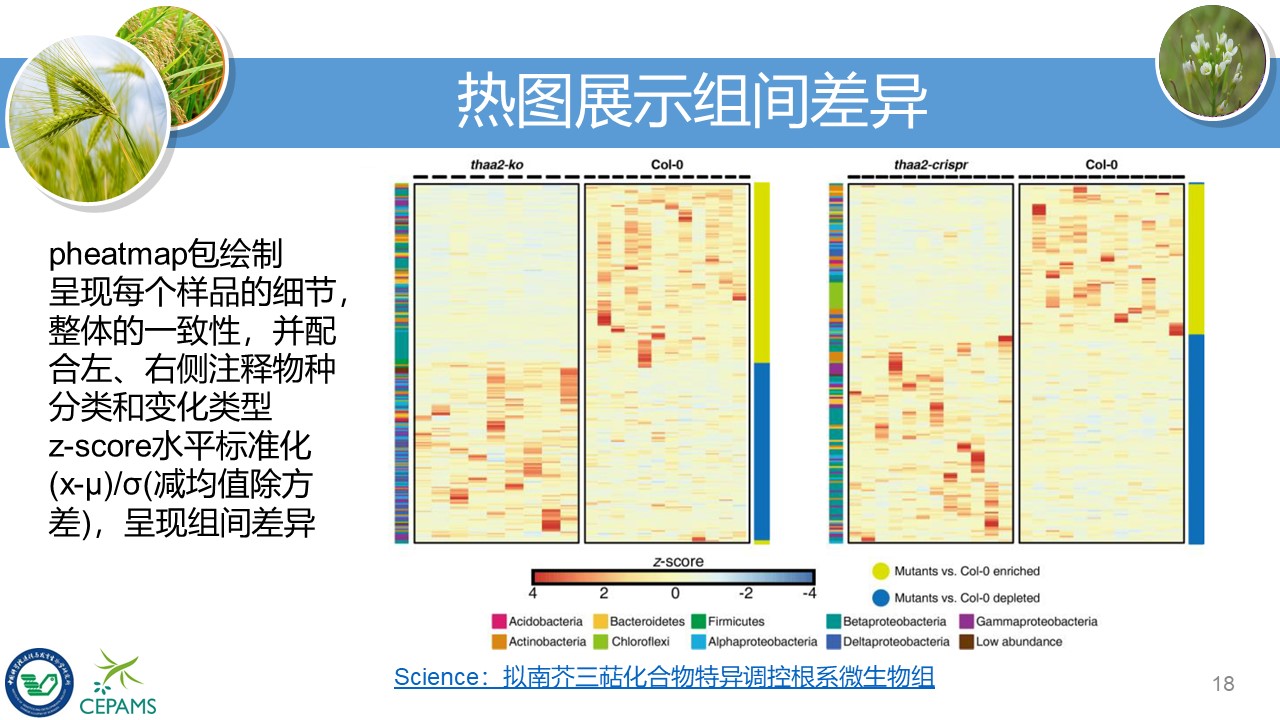 热图展示组间差异
thaa2-ko
Col-0
thaa2-crispr
Col-0
pheatmap包绘制
呈现每个样品的细节，
整体的一致性，并配
合左、右侧注释物种
分类和变化类型
z-score水平标准化
(x-μ)/σ(减均值除方
差)，呈现组间差异
z-score
4 2 0 -2 -4
Mutants vs. Col-0 enriched
Mutants vs. Col-0 depleted
Acidobacteria Bacteroidetes Firmicutes Betaproteobacteria Gammaproteobacteria
Actinobacteria Chloroflexi Alphaproteobacteria Deltaproteobacteria Low abundance
Science：拟南芥三萜化合物特异调控根系微生物组
CEPAMS
18